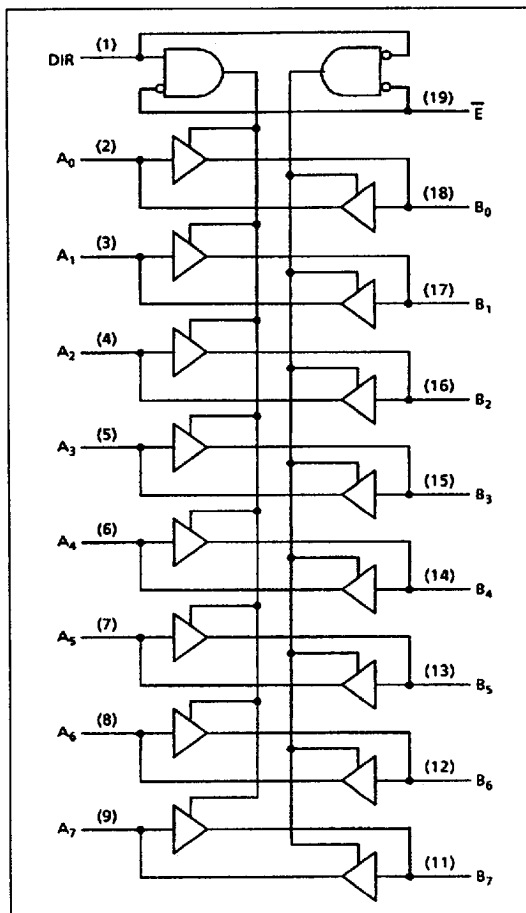 DIR (1)
(19) E̅
A₀ (2)
(18) B₀
A₁ (3)
(17) B₁
A₂ (4)
(16) B₂
A₃ (5)
(15) B₃
A₄ (6)
(14) B₄
A₅ (7)
(13) B₅
A₆ (8)
(12) B₆
A₇ (9)
(11) B₇